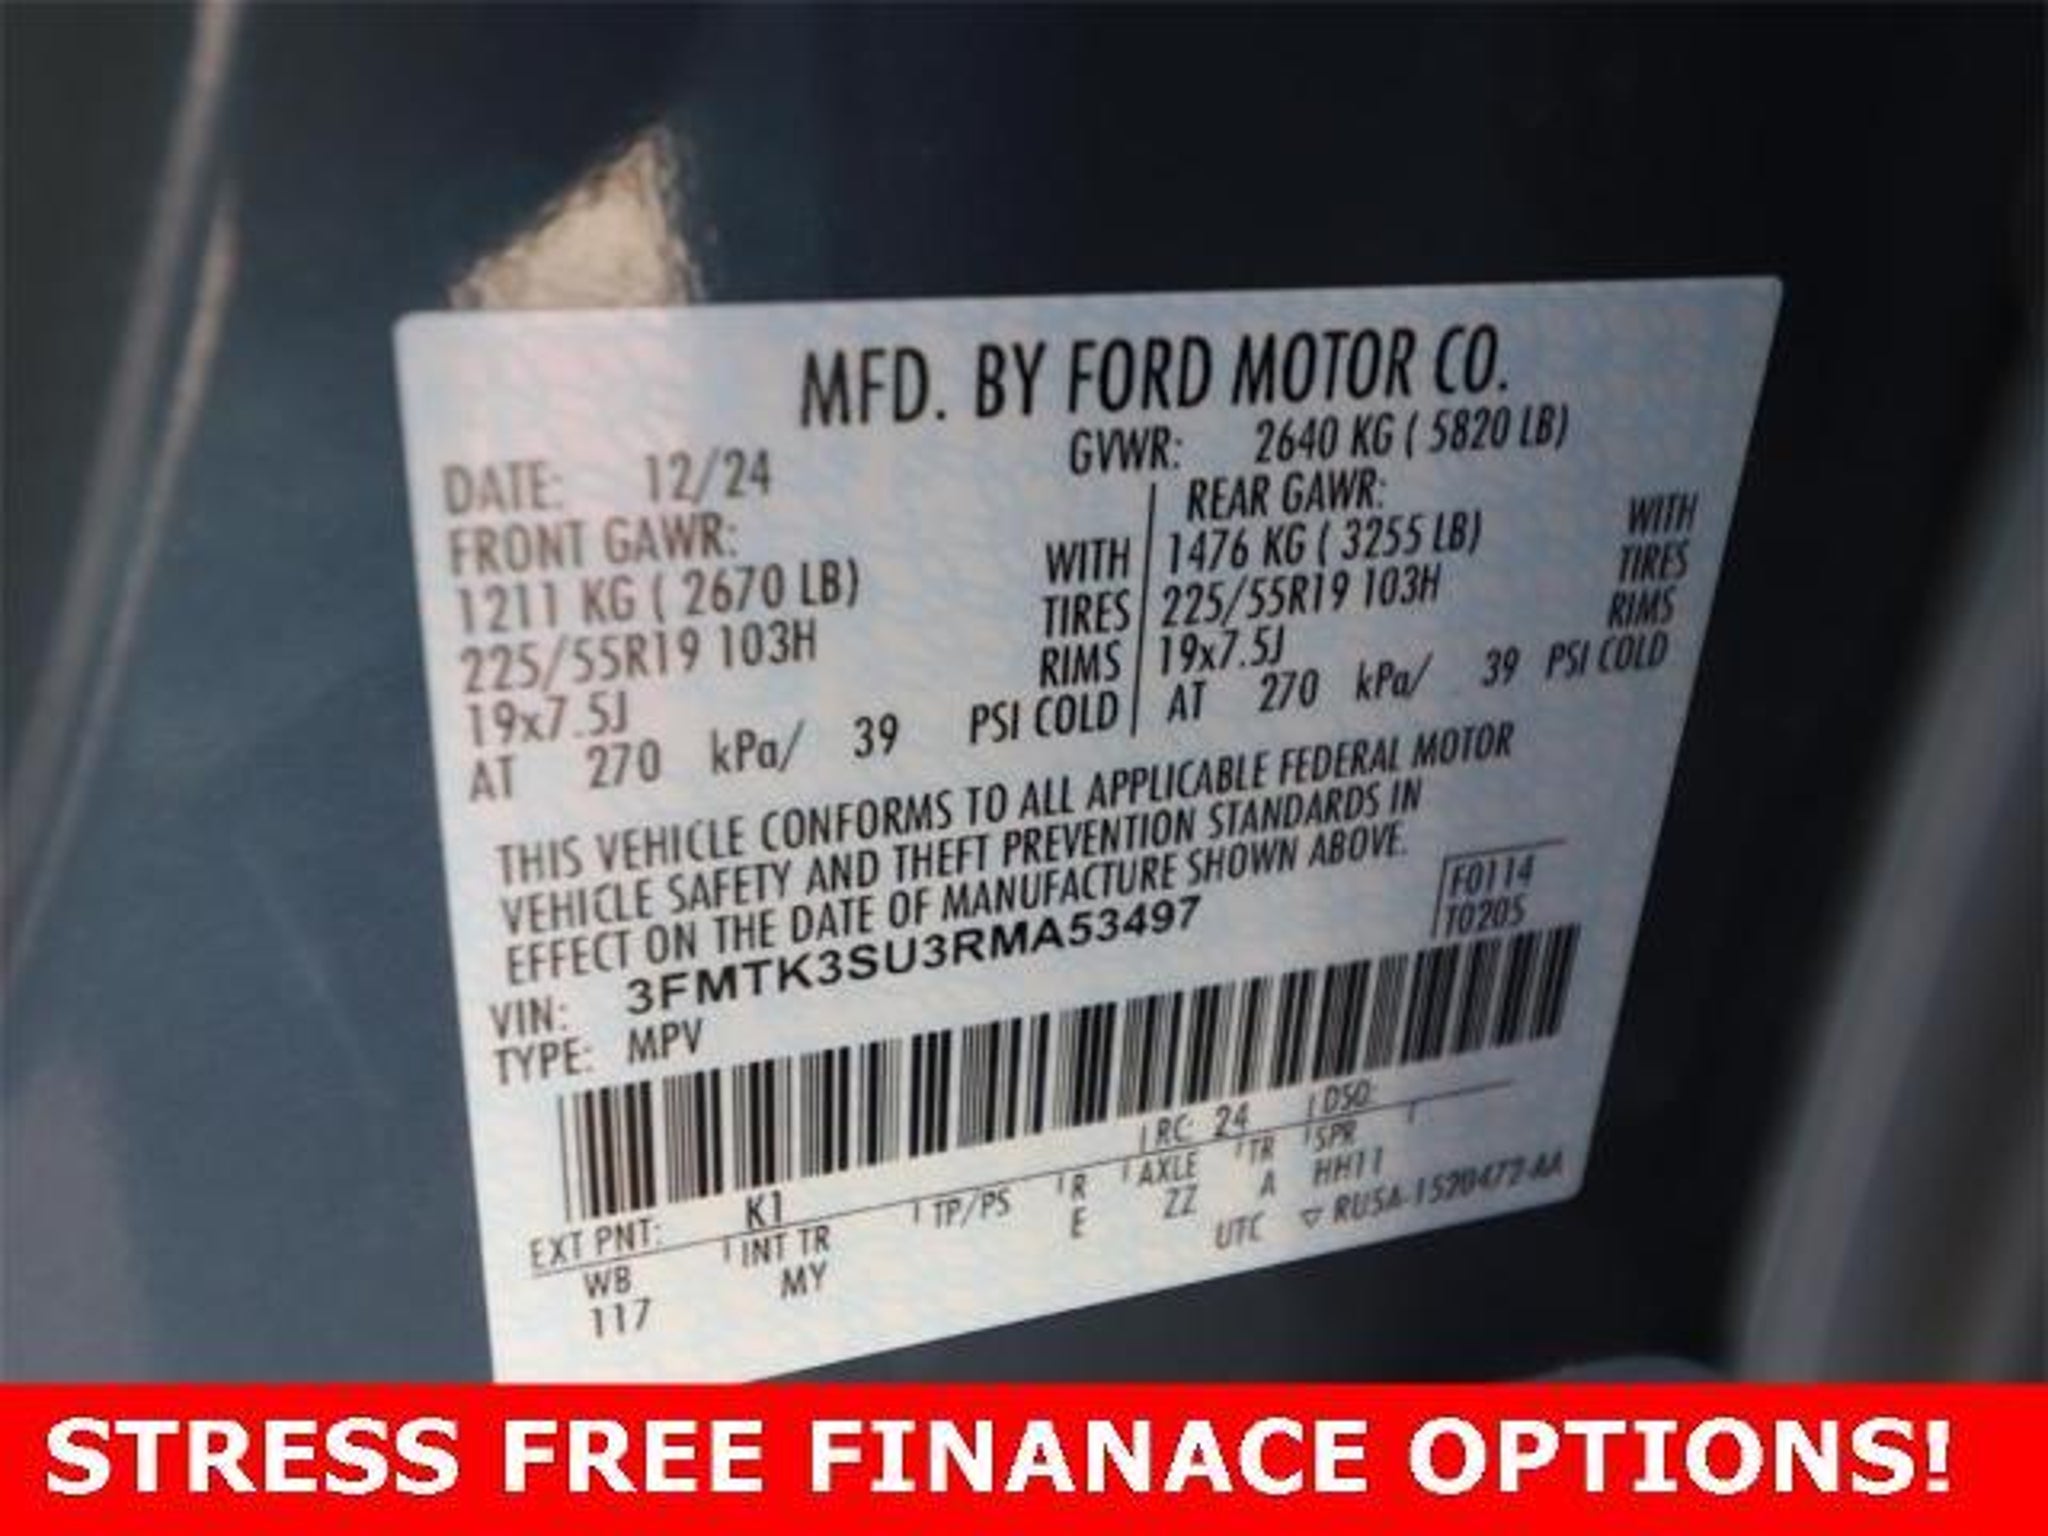 MFD. BY FORD MOTOR CO.
DATE: 12/24 GVWR: 2640 KG ( 5820 LB)
FRONT GAWR: REAR GAWR:
1211 KG ( 2670 LB) WITH 1476 KG ( 3255 LB) WITH
225/55R19 103H TIRES 225/55R19 103H TIRES
19x7.5J RIMS 19x7.5J RIMS
AT 270 kPa/ 39 PSI COLD AT 270 kPa/ 39 PSI COLD
THIS VEHICLE CONFORMS TO ALL APPLICABLE FEDERAL MOTOR
VEHICLE SAFETY AND THEFT PREVENTION STANDARDS IN
EFFECT ON THE DATE OF MANUFACTURE SHOWN ABOVE.
F0114
T0205
VIN: 3FMTK3SU3RMA53497
TYPE: MPV
EXT PNT: K1 RC: 24 DSO:
WB INT TR TP/PS R AXLE TR SPR
117 MY E ZZ A HH11
UTC ▽ RU5A-1520472-AA
STRESS FREE FINANACE OPTIONS!